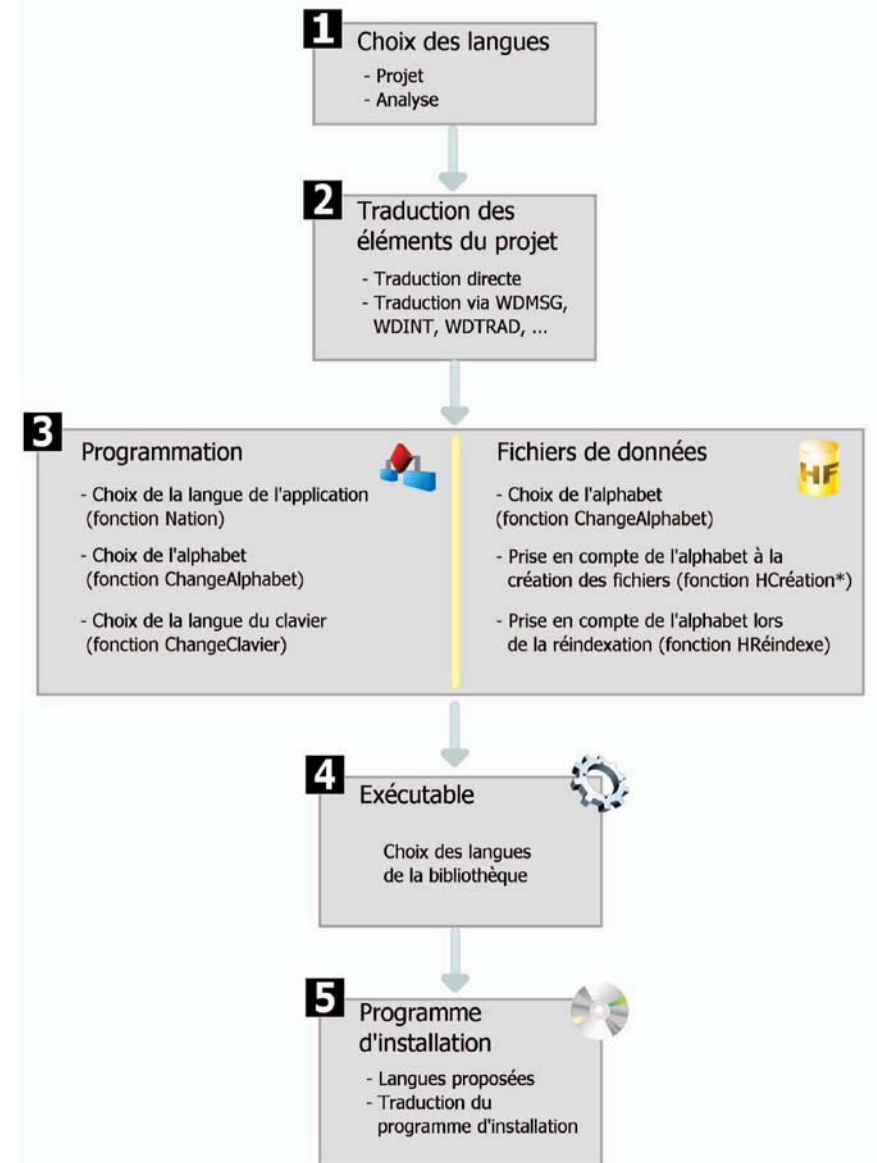 1
Choix des langues
- Projet
- Analyse
2
Traduction des
éléments du projet
- Traduction directe
- Traduction via WDMSG,
WDINT, WDTRAD, ...
3
Programmation
- Choix de la langue de l'application
(fonction Nation)
- Choix de l'alphabet
(fonction ChangeAlphabet)
- Choix de la langue du clavier
(fonction ChangeClavier)
Fichiers de données
HF
- Choix de l'alphabet
(fonction ChangeAlphabet)
- Prise en compte de l'alphabet à la
création des fichiers (fonction HCréation*)
- Prise en compte de l'alphabet lors
de la réindexation (fonction HRéindexe)
4
Exécutable
Choix des langues
de la bibliothèque
5
Programme
d'installation
- Langues proposées
- Traduction du
programme d'installation